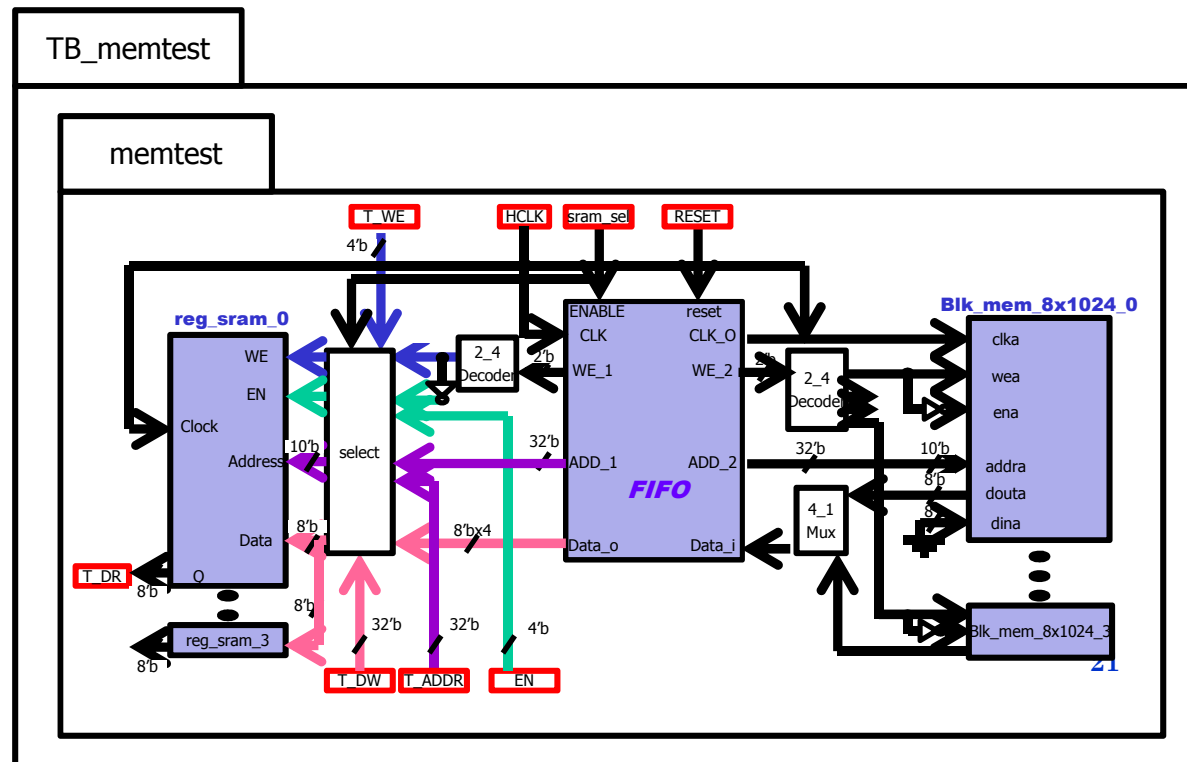 TB_memtest
memtest
T_WE
HCLK
sram_sel
RESET
4'b
reg_sram_0
ENABLE
reset
Blk_mem_8x1024_0
WE
EN
Clock
Address
Data
Q
select
2_4
Decoder
2'b
CLK
WE_1
ADD_1
Data_o
FIFO
CLK_O
WE_2
ADD_2
Data_i
2'b
2_4
Decoder
clka
wea
ena
addra
douta
dina
10'b
32'b
32'b
10'b
8'b
4_1
Mux
8'b
8'bx4
T_DR
8'b
8'b
reg_sram_3
8'b
32'b
32'b
4'b
Blk_mem_8x1024_3
T_DW
T_ADDR
EN
21